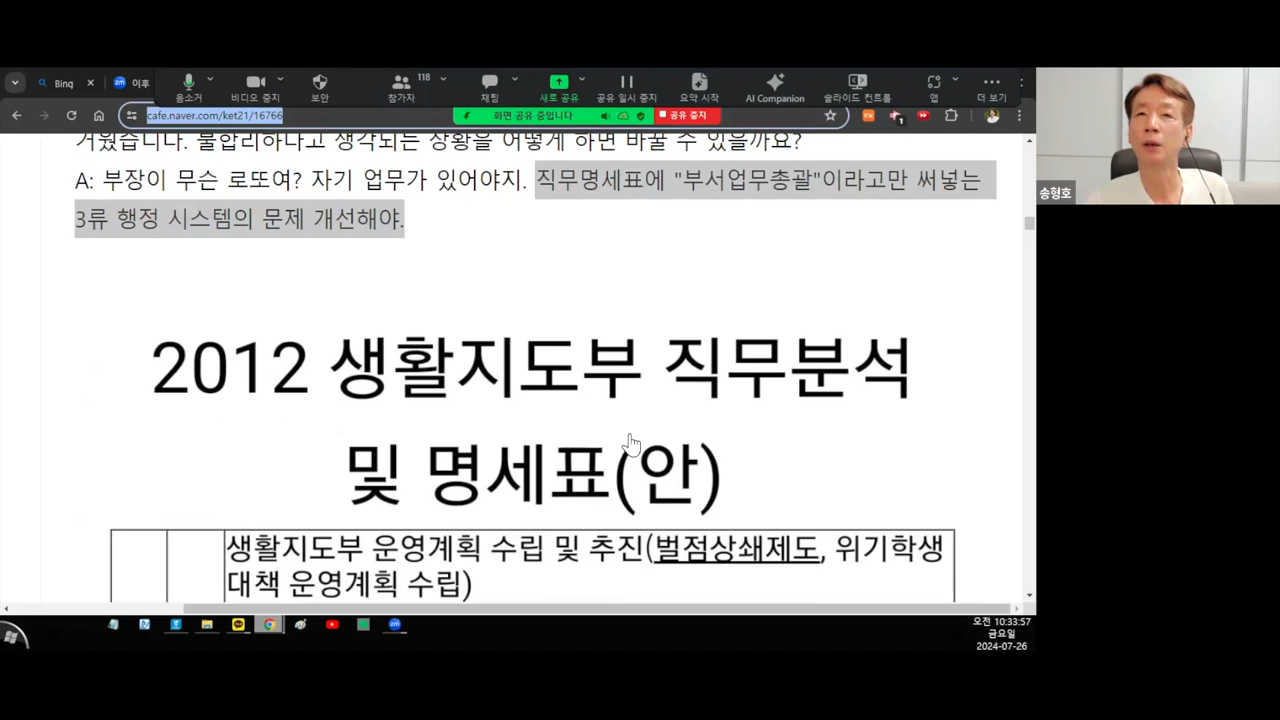 Bing
이후
음소거
비디오 중지
보안
118
참가자
채팅
새로 공유
공유 일시 중지
요약 시작
AI Companion
슬라이드 컨트롤
앱
더 보기
cafe.naver.com/ket21/16766
화면 공유 중입니다
공유 중지
거웠습니다. 불합리하다고 생각되는 상황을 어떻게 하면 바꿀 수 있을까요?
A: 부장이 무슨 로또여? 자기 업무가 있어야지. 직무명세표에 "부서업무총괄"이라고만 써넣는
3류 행정 시스템의 문제 개선해야.
송형호
2012 생활지도부 직무분석
및 명세표(안)
생활지도부 운영계획 수립 및 추진(벌점상쇄제도, 위기학생
대책 운영계획 수립)
오전 10:33:57
금요일
2024-07-26